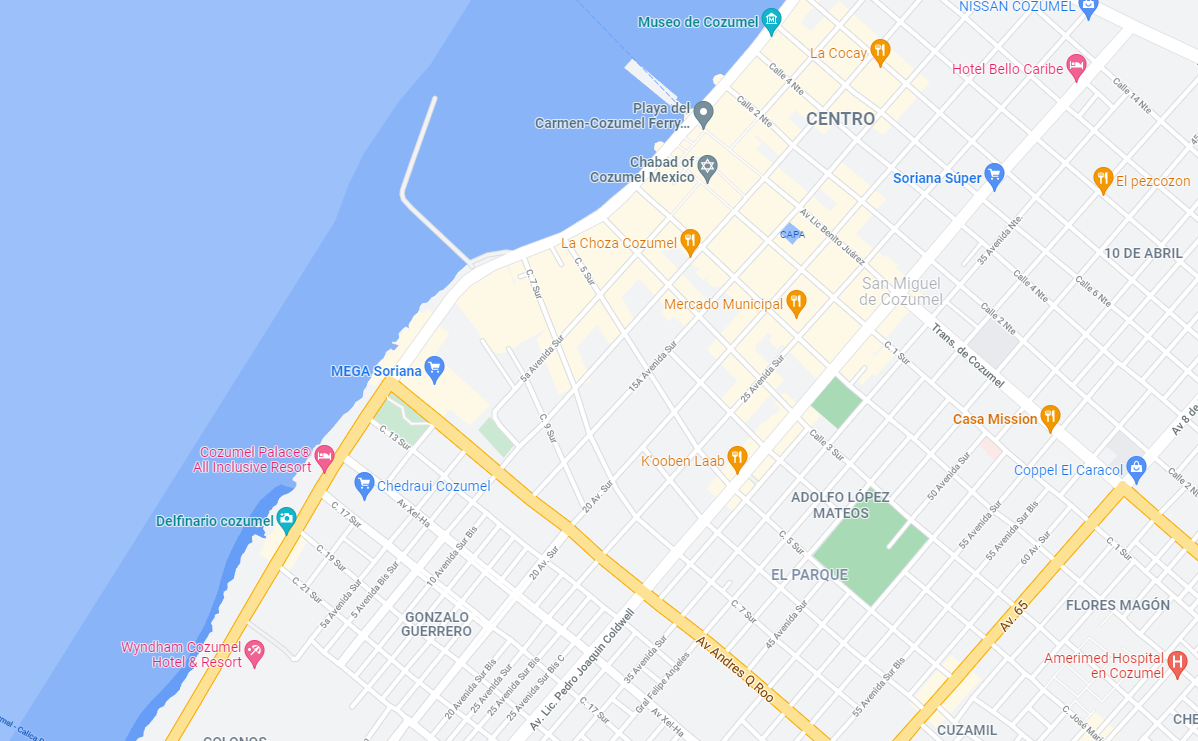 NISSAN COZUMEL
Museo de Cozumel
La Cocay
Hotel Bello Caribe
Calle 4 Nte
Calle 14 Nte
Calle 2 Nte
Playa del
Carmen-Cozumel Ferry...
CENTRO
Chabad of
Cozumel Mexico
Soriana Súper
El pezcozon
Av Lic Benito Juárez
CAPA
La Choza Cozumel
35 Avenida Nte.
10 DE ABRIL
C. 7 Sur
C. 5 Sur
San Miguel
de Cozumel
Mercado Municipal
Calle 4 Nte
Calle 6 Nte
Calle 2 Nte
Trans. de Cozumel
C. 1 Sur
5a Avenida Sur
15A Avenida Sur
25 Avenida Sur
MEGA Soriana
Casa Mission
Av 8 de
C. 13 Sur
C. 9 Sur
Calle 3 Sur
Cozumel Palace®
All Inclusive Resort
K'ooben Laab
Coppel El Caracol
Chedraui Cozumel
50 Avenida Sur
ADOLFO LÓPEZ
MATEOS
20 Av. Sur
Delfinario cozumel
C. 17 Sur
Av Xel-Ha
55 Avenida Sur
55 Avenida Sur Bis
60 Av. Sur
C. 5 Sur
C. 1 Sur
C. 19 Sur
10 Avenida Sur Bis
20 Av. Sur
EL PARQUE
C. 21 Sur
5a Avenida Sur
5 Avenida Bis Sur
GONZALO
GUERRERO
C. 7 Sur
45 Avenida Sur
Av. 65
FLORES MAGÓN
Wyndham Cozumel
Hotel & Resort
Av. Lic. Pedro Joaquin Coldwell
35 Avenida Sur
Gral Felipe Angeles
Av Andres Q Roo
Amerimed Hospital
en Cozumel
20 Avenida Sur Bis
25 Avenida Sur
25 Avenida Sur Bis
25 Avenida Sur Bis C
C. 17 Sur
Av Xel-Ha
55 Avenida Sur Bis
C. José María
CHE
CUZAMIL
COLONOS